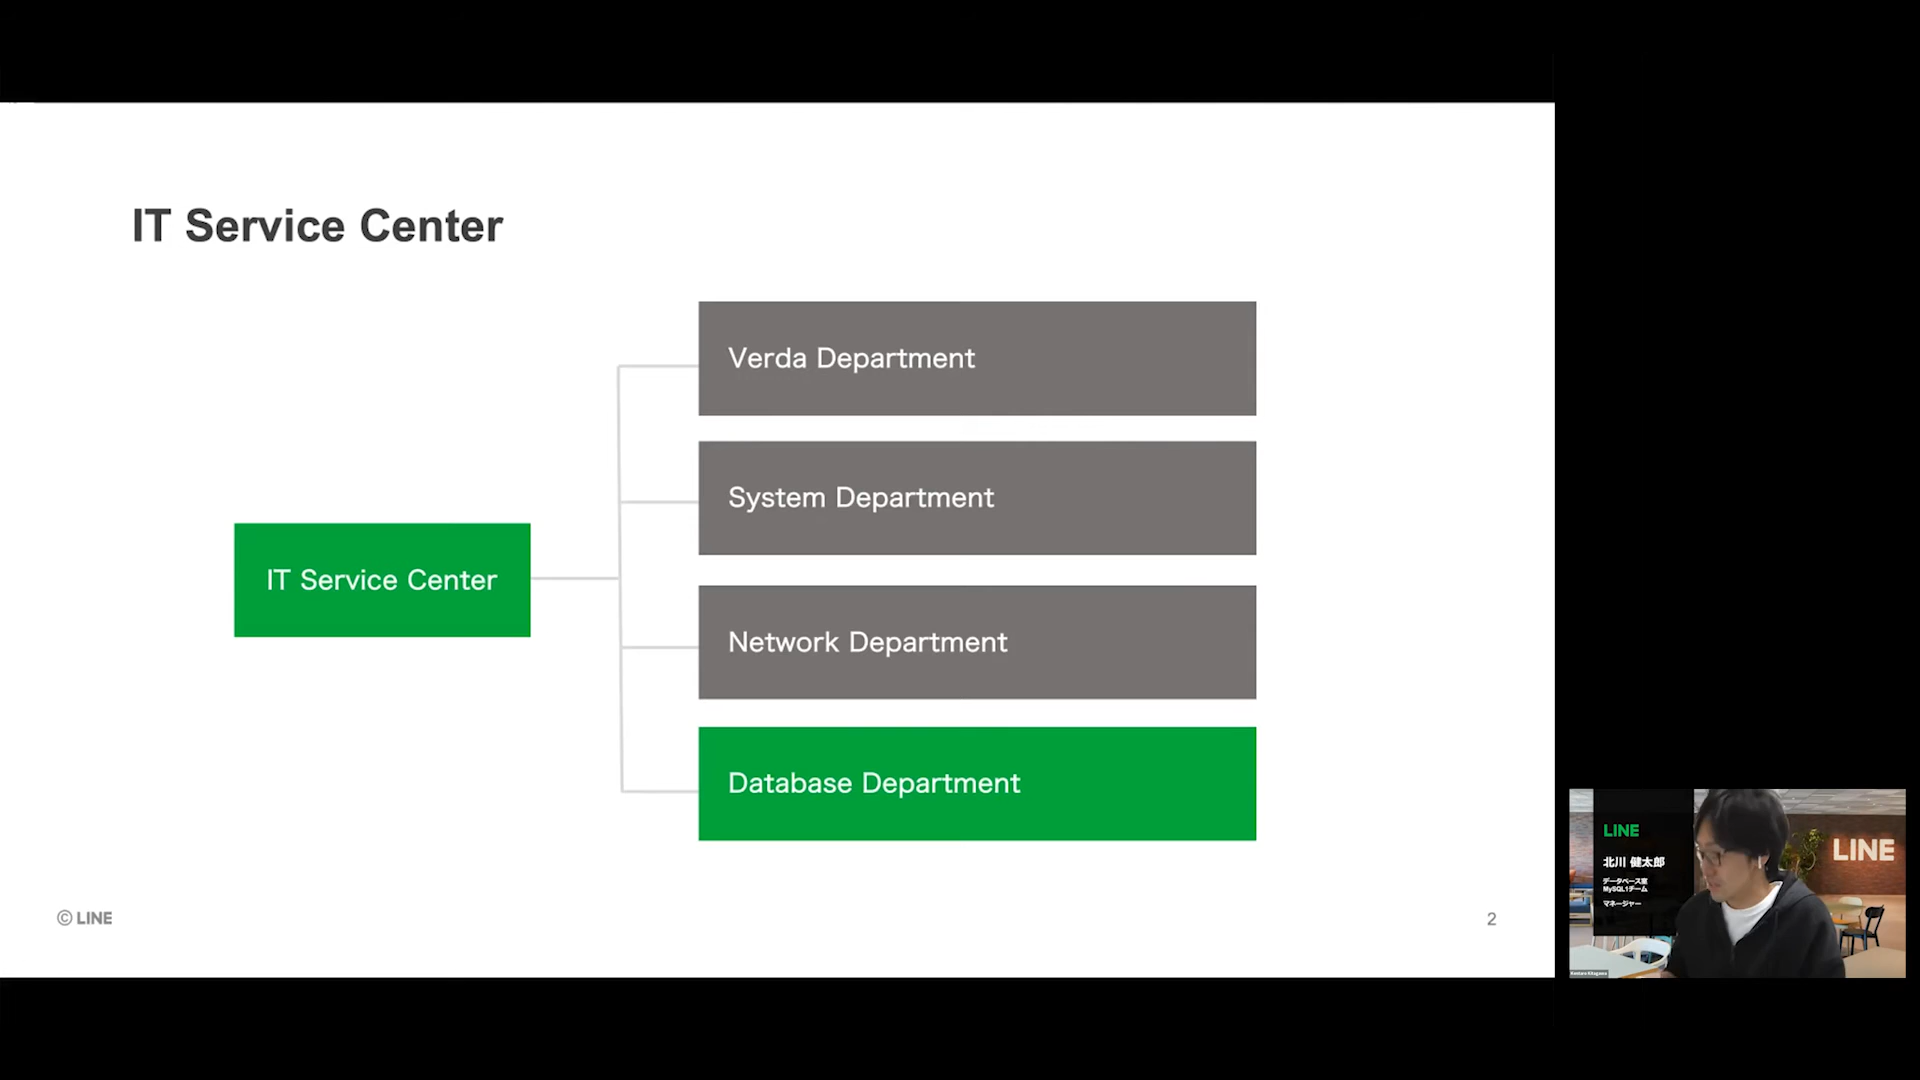 IT Service Center
Verda Department
System Department
IT Service Center
Network Department
Database Department
© LINE
2
LINE
北川 健太郎
データベース室
MySQL1チーム
マネージャー
LINE
Kentaro Kitagawa